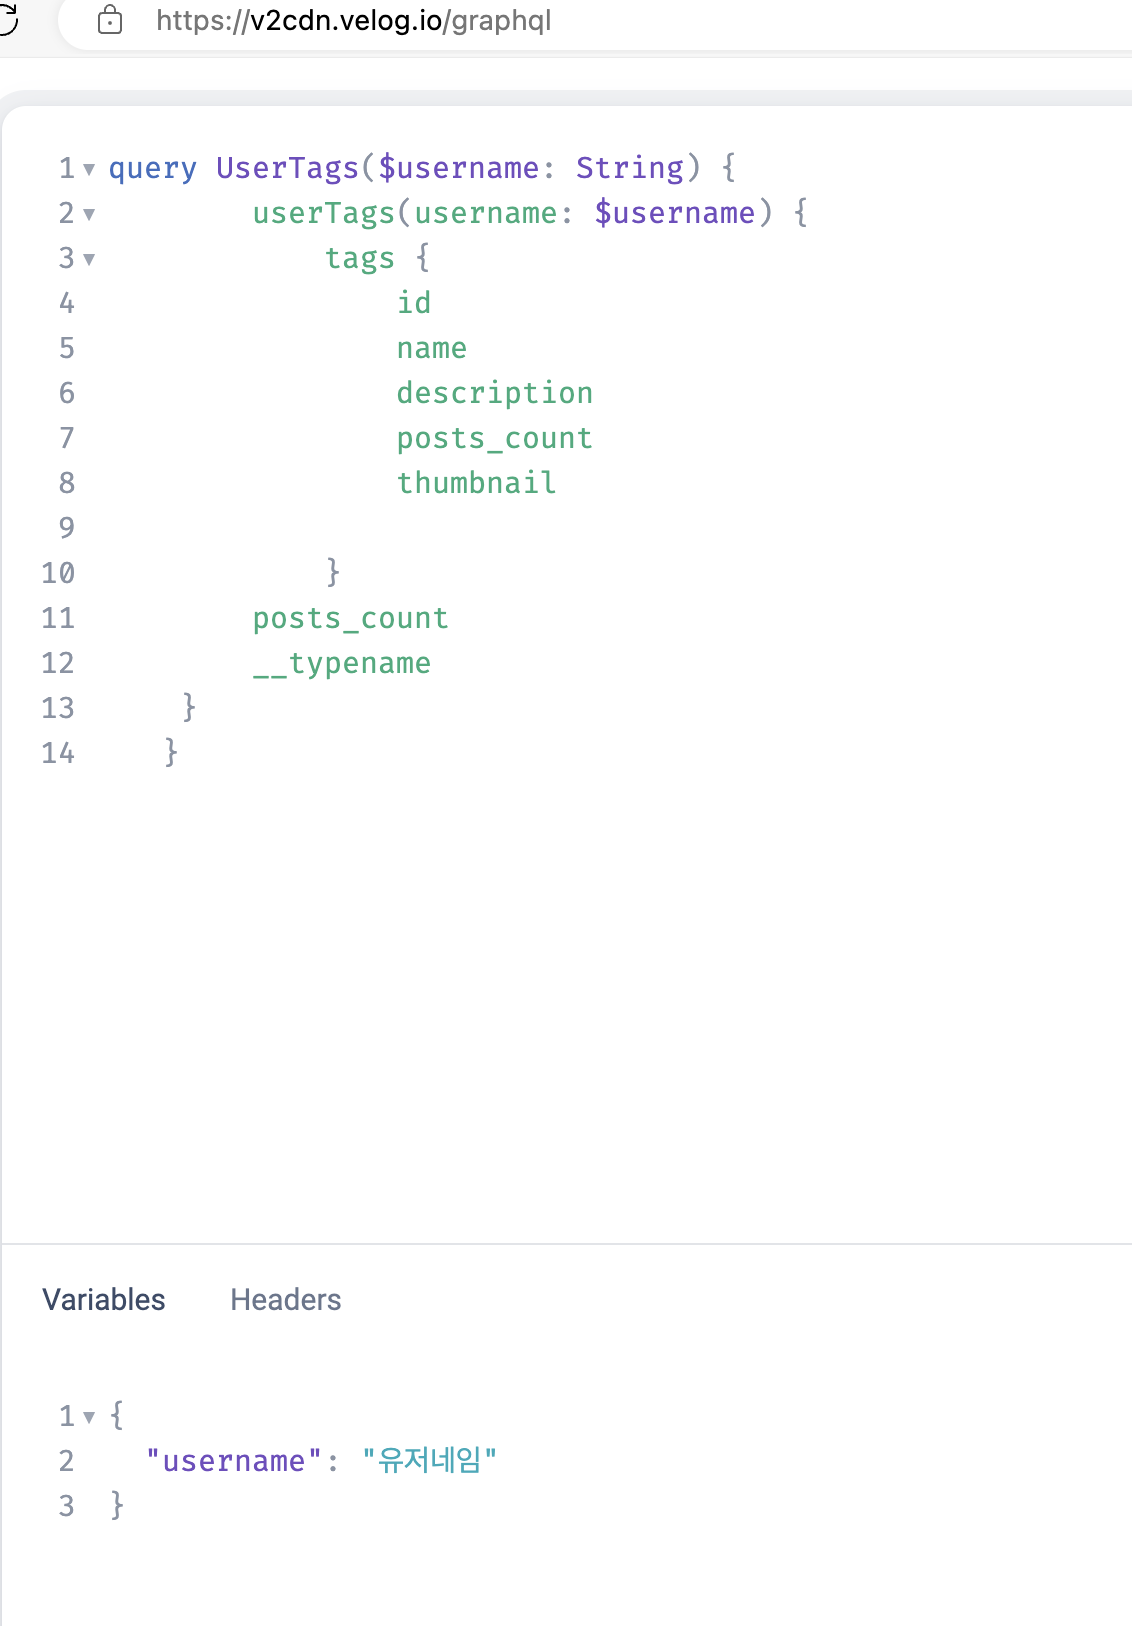 https://v2cdn.velog.io/graphql
1 query UserTags($username: String) {
2 userTags(username: $username) {
3 tags {
4 id
5 name
6 description
7 posts_count
8 thumbnail
9
10 }
11 posts_count
12 __typename
13 }
14 }
Variables Headers
1 {
2 "username": "유저네임"
3 }